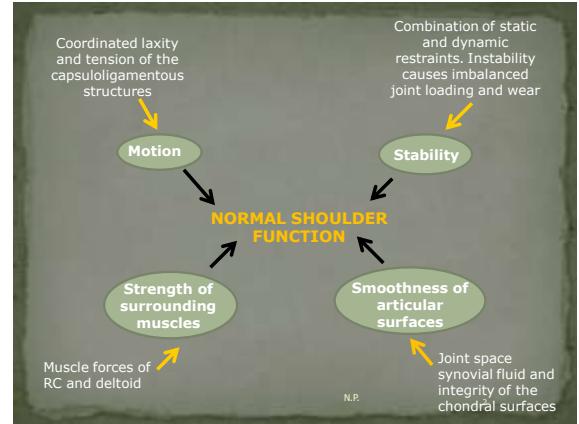 Coordinated laxity
and tension of the
capsuloligamentous
structures
Combination of static
and dynamic
restraints. Instability
causes imbalanced
joint loading and wear
Motion
Stability
NORMAL SHOULDER
FUNCTION
Strength of
surrounding
muscles
Smoothness of
articular
surfaces
Muscle forces of
RC and deltoid
Joint space
synovial fluid and
integrity of the
chondral surfaces
N.P.
2